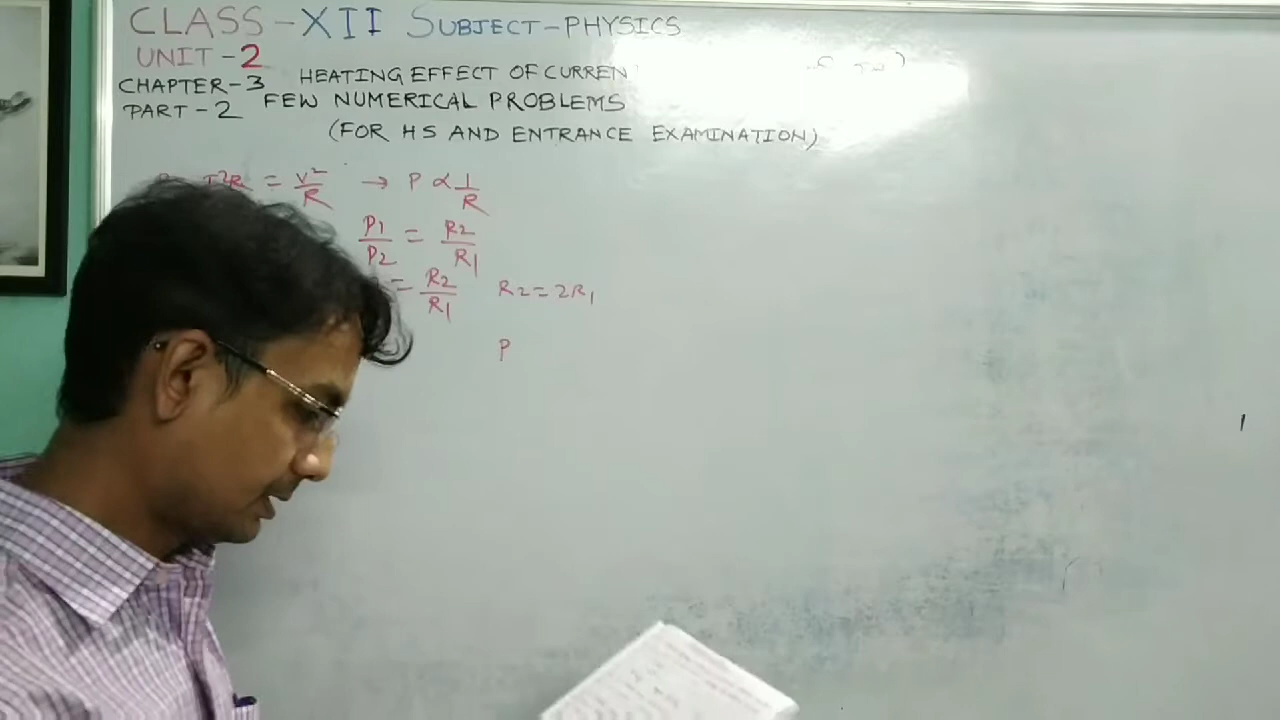 CLASS-XII SUBJECT-PHYSICS
UNIT-2
CHAPTER-3 HEATING EFFECT OF CURREN
PART-2 FEW NUMERICAL PROBLEMS
(FOR HS AND ENTRANCE EXAMINATION)
I²R = V²/R → P ∝ 1/R
P1/P2 = R2/R1
= R2/R1 R2=2R1
P